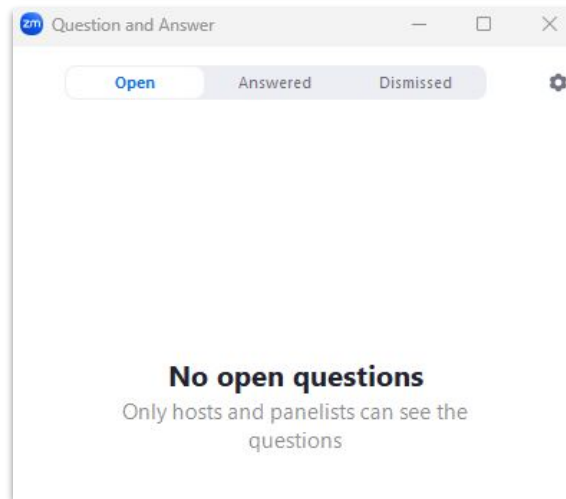 zm Question and Answer
Open Answered Dismissed
No open questions
Only hosts and panelists can see the
questions